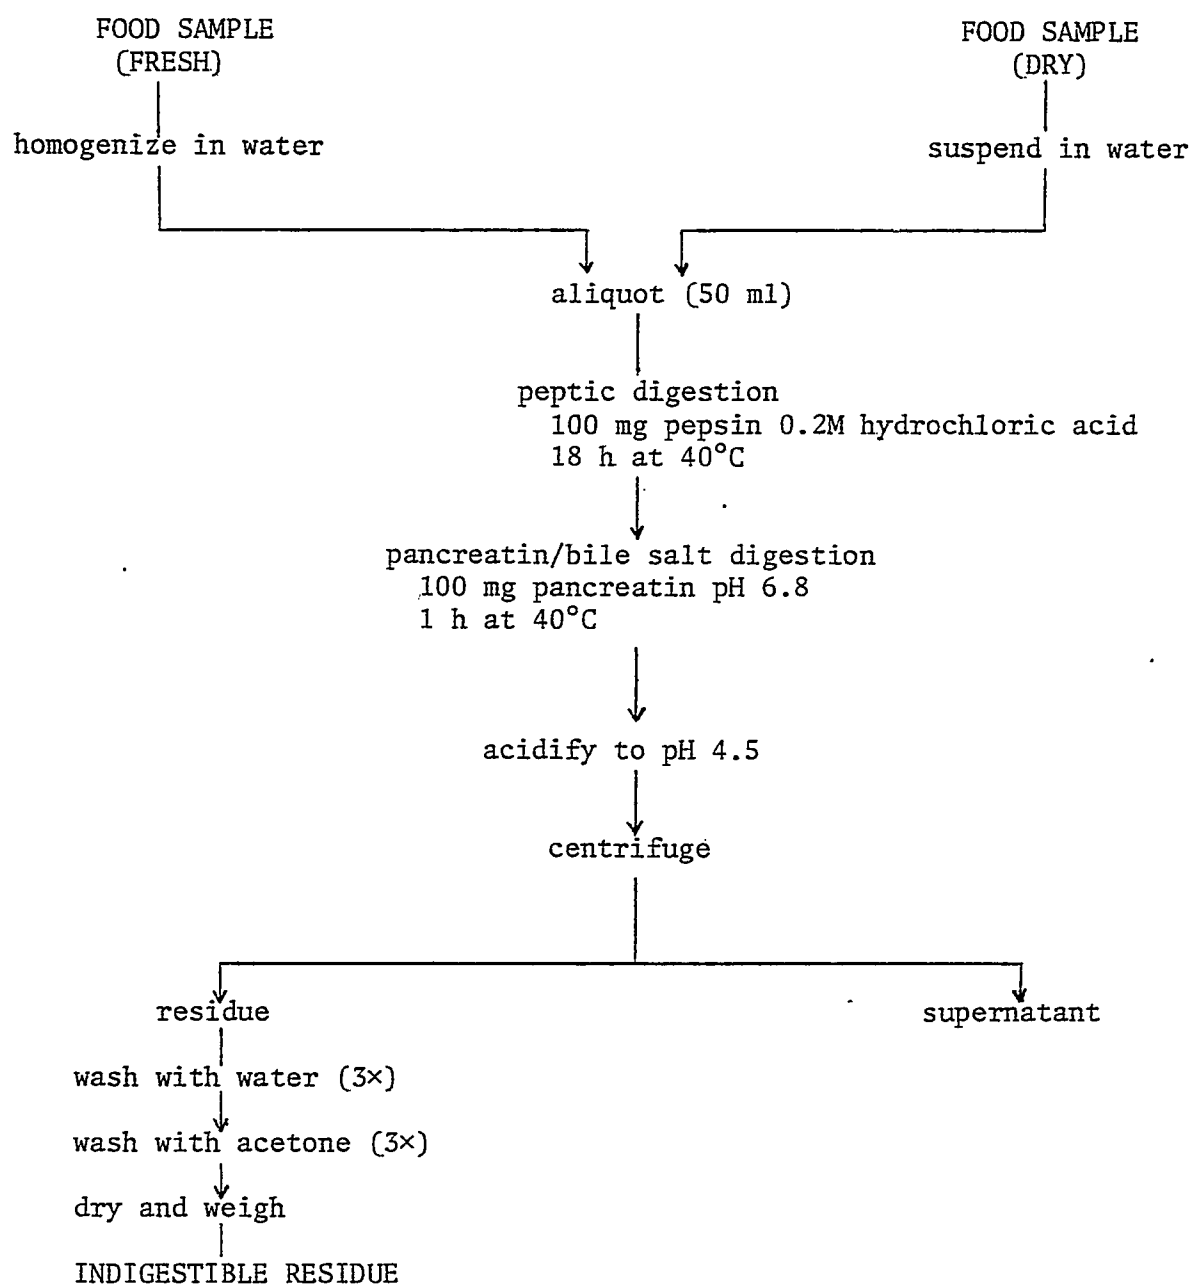 FOOD SAMPLE
(FRESH)
FOOD SAMPLE
(DRY)
homogenize in water
suspend in water
aliquot (50 ml)
peptic digestion
100 mg pepsin 0.2M hydrochloric acid
18 h at 40°C
pancreatin/bile salt digestion
100 mg pancreatin pH 6.8
1 h at 40°C
acidify to pH 4.5
centrifuge
residue
supernatant
wash with water (3×)
wash with acetone (3×)
dry and weigh
INDIGESTIBLE RESIDUE